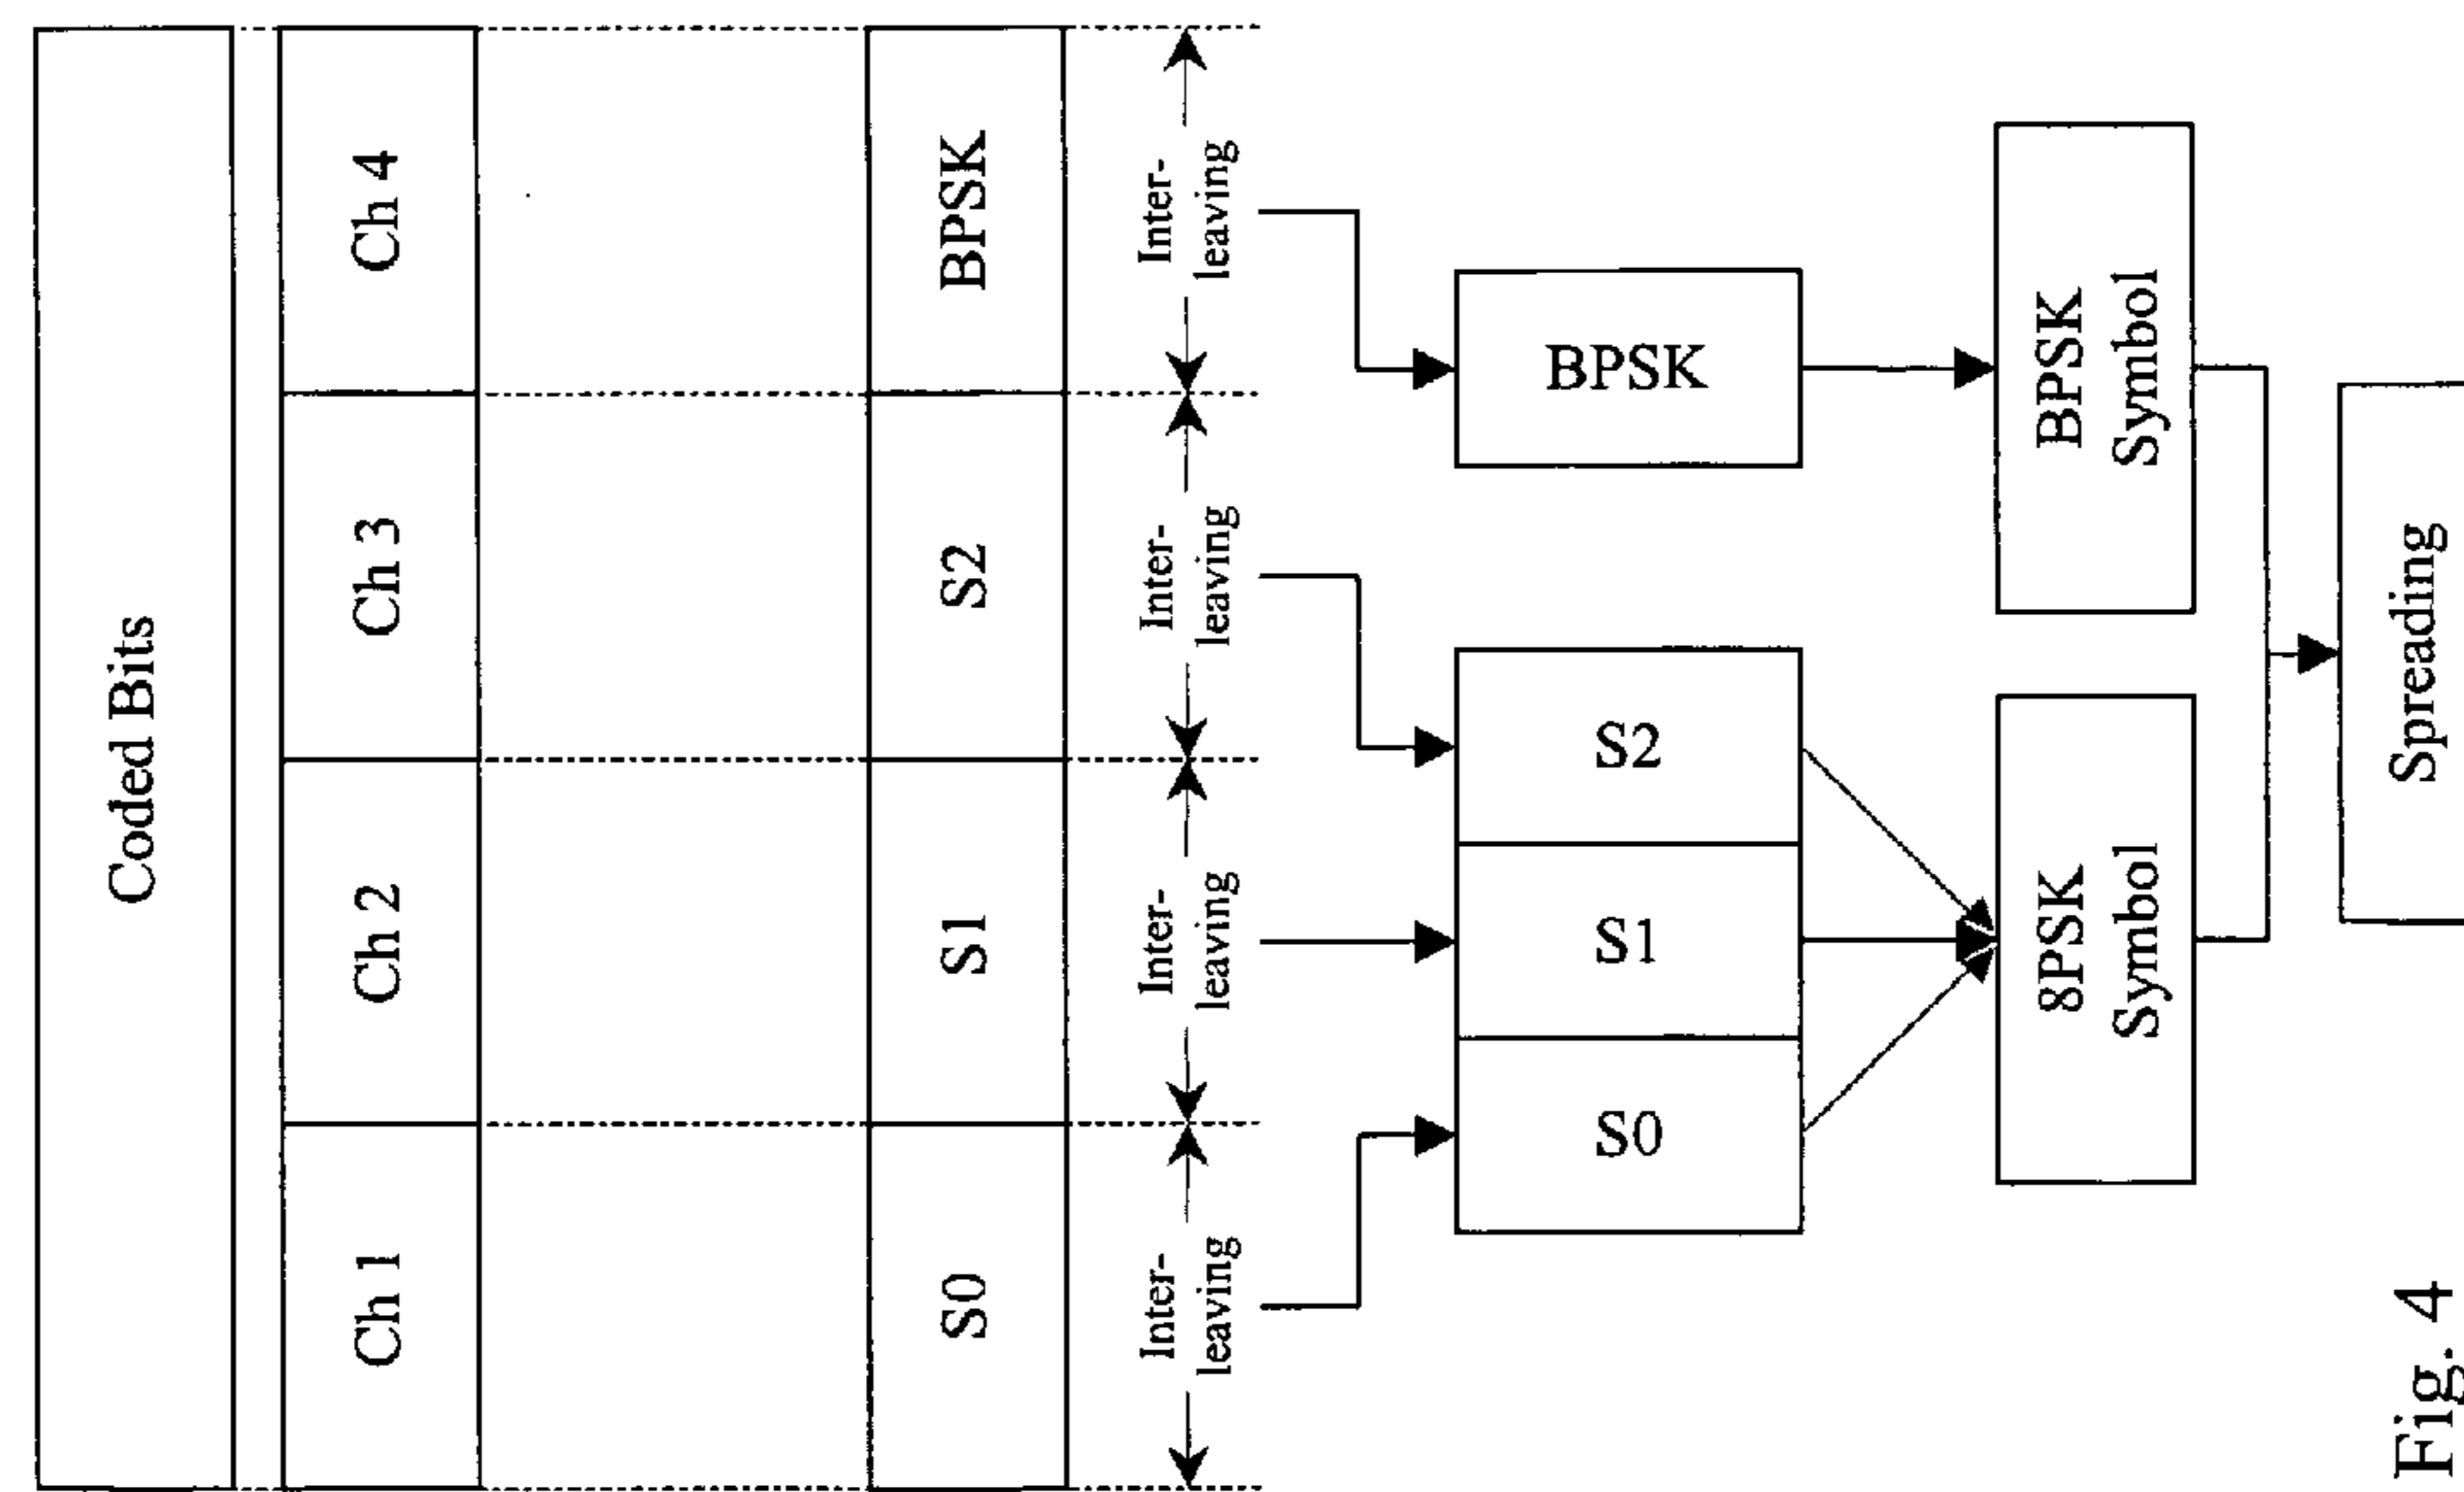 Coded Bits
Ch 1
Ch 2
Ch 3
Ch 4
S0
S1
S2
BPSK
Inter-
leaving
Inter-
leaving
Inter-
leaving
Inter-
leaving
S0
S1
S2
BPSK
8PSK
Symbol
BPSK
Symbol
Spreading
Fig. 4